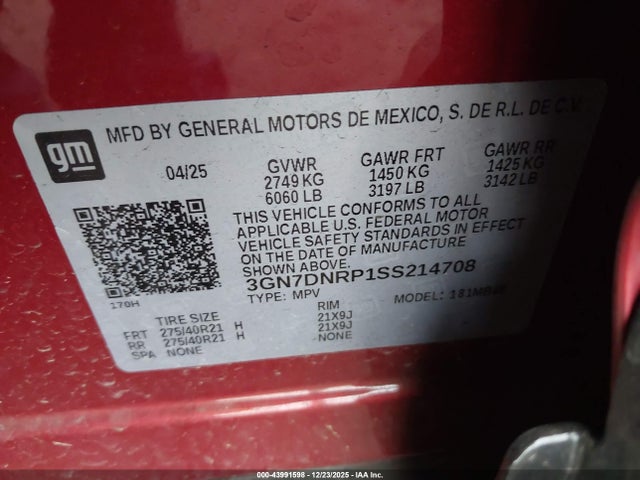 gm
MFD BY GENERAL MOTORS DE MEXICO, S. DE R.L. DE C.V.
04/25 GVWR GAWR FRT GAWR RR
2749 KG 1450 KG 1425 KG
6060 LB 3197 LB 3142 LB
THIS VEHICLE CONFORMS TO ALL
APPLICABLE U.S. FEDERAL MOTOR
VEHICLE SAFETY STANDARDS IN EFFECT
ON THE DATE OF MANUFACTURE
SHOWN ABOVE.
3GN7DNRP1SS214708
170H TYPE: MPV MODEL:
TIRE SIZE RIM
FRT 275/40R21 H 21X9J
RR 275/40R21 H 21X9J
SPA NONE NONE
00-43991598 - 12/23/2025 - IAA Inc.